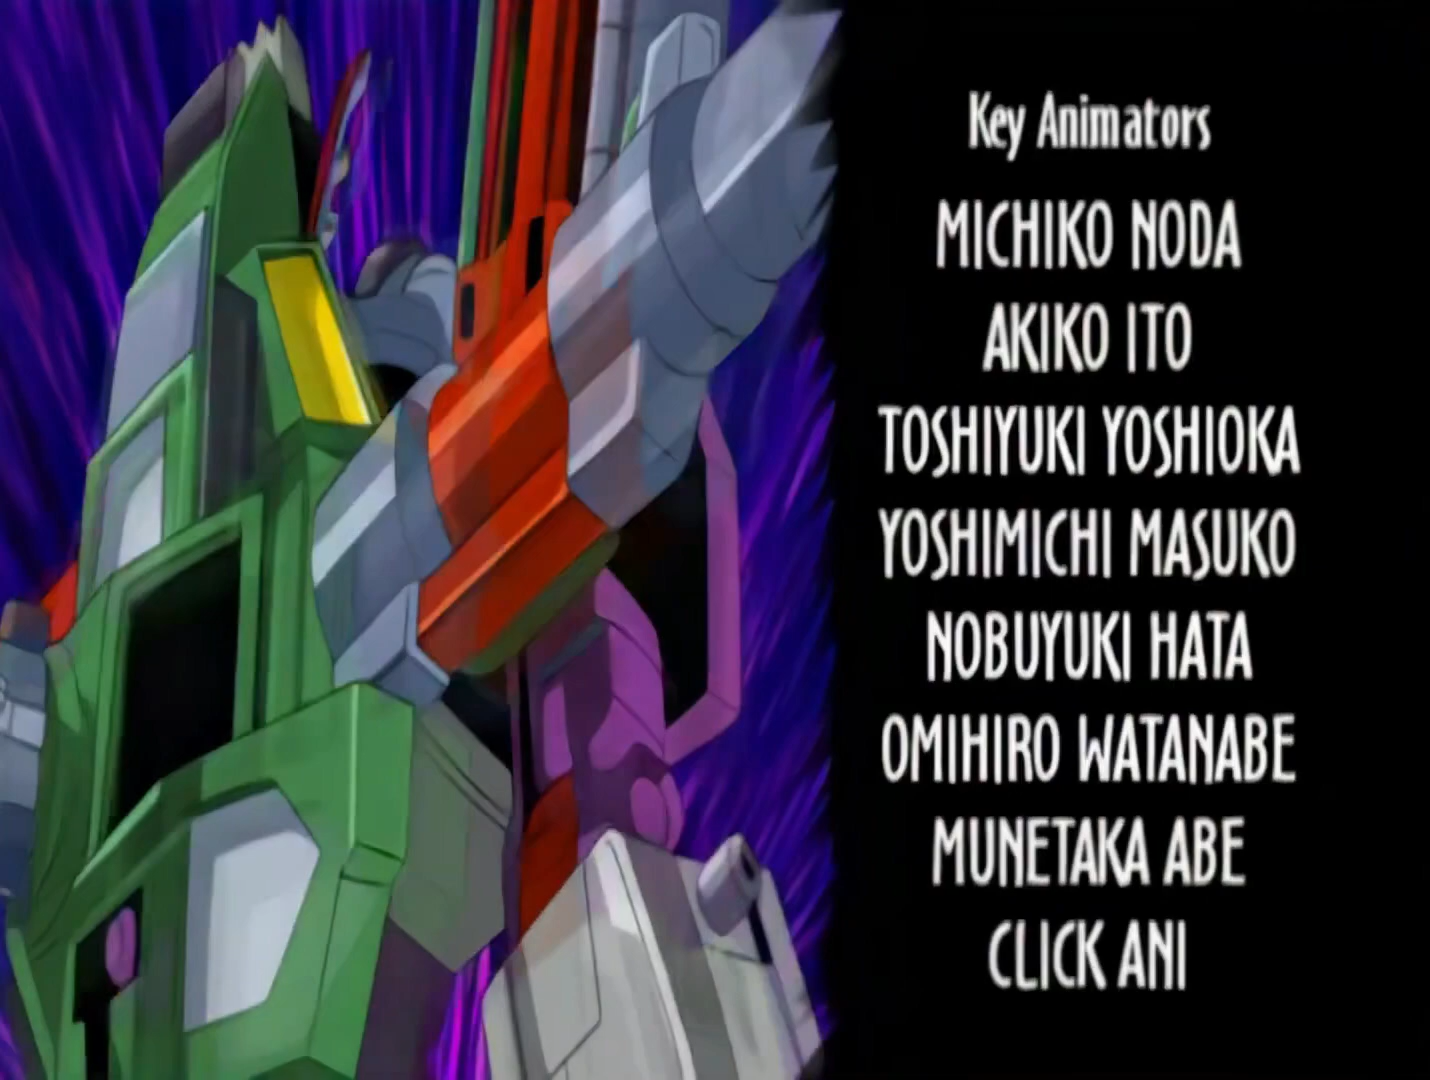 Key Animators
MICHIKO NODA
AKIKO ITO
TOSHIYUKI YOSHIOKA
YOSHIMICHI MASUKO
NOBUYUKI HATA
OMIHIRO WATANABE
MUNETAKA ABE
CLICK ANI